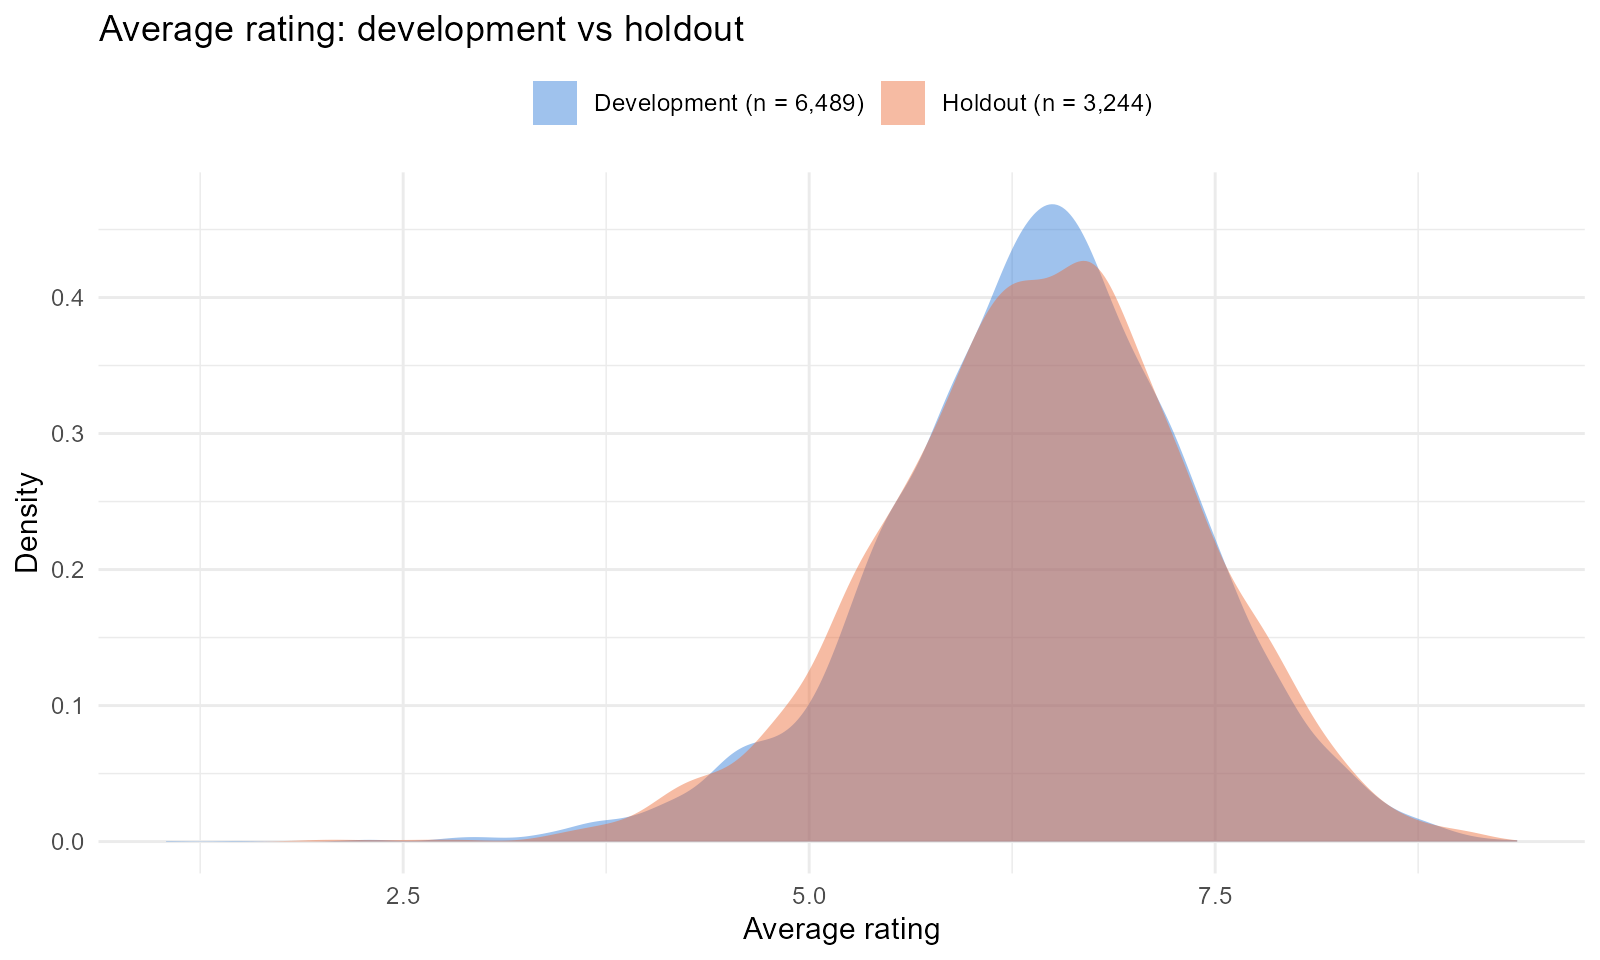 Average rating: development vs holdout
Development (n = 6,489)
Holdout (n = 3,244)
Density
0.4
0.3
0.2
0.1
0.0
2.5
5.0
7.5
Average rating